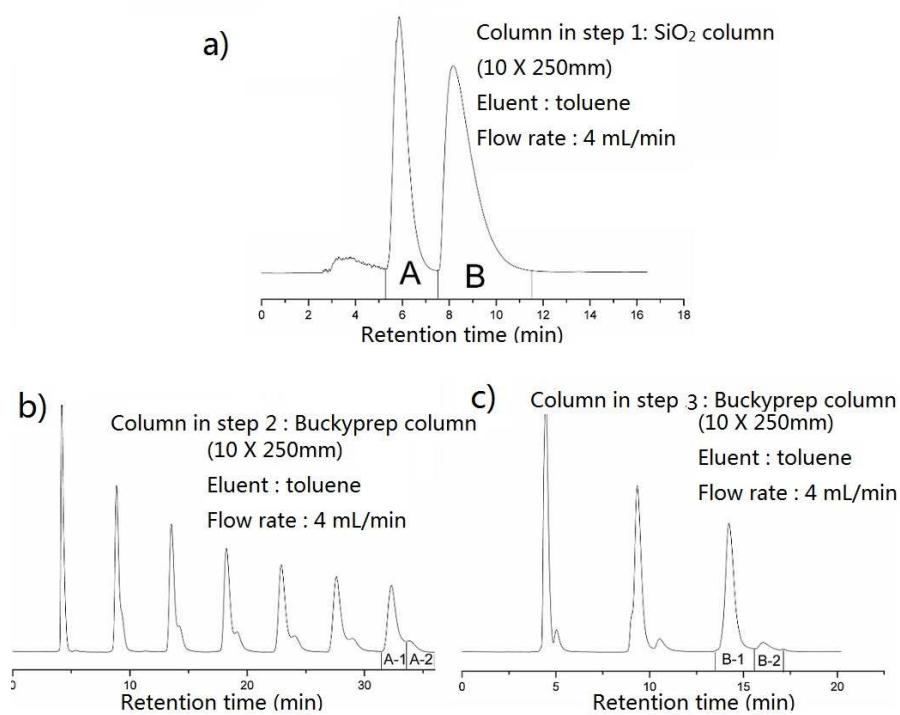 a)
Column in step 1: SiO₂ column
(10 X 250mm)
Eluent : toluene
Flow rate : 4 mL/min
A
B
0 2 4 6 8 10 12 14 16 18
Retention time (min)
b)
Column in step 2 : Buckyprep column
(10 X 250mm)
Eluent : toluene
Flow rate : 4 mL/min
A-1 A-2
0 10 20 30
Retention time (min)
c)
Column in step 3 : Buckyprep column
(10 X 250mm)
Eluent : toluene
Flow rate : 4 mL/min
B-1 B-2
0 5 10 15 20
Retention time (min)